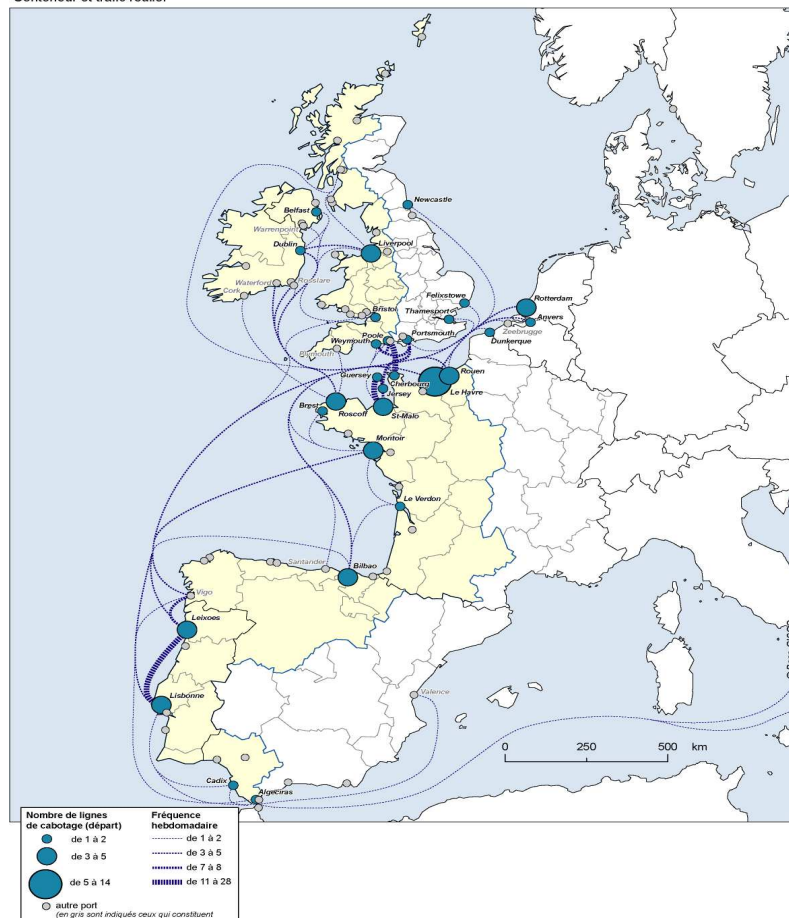 Conteneur et trafic roulier
Newcastle
Belfast
Warrenpoint
Dublin
Liverpool
Waterford
Rosslare
Cork
Bristol
Felixstowe
Thamesport
Rotterdam
Anvers
Zeebrugge
Dunkerque
Poole
Portsmouth
Weymouth
Plymouth
Guersey
Cherbourg
Jersey
Rouen
Le Havre
Brest
Roscoff
St-Malo
Montoir
Le Verdon
Santander
Bilbao
Vigo
Leixoes
Lisbonne
Valence
Cadix
Algeciras
0 250 500 km
Nombre de lignes
de cabotage (départ)
de 1 à 2
de 3 à 5
de 5 à 14
autre port
(en gris sont indiqués ceux qui constituent
Fréquence
hebdomadaire
de 1 à 2
de 3 à 5
de 7 à 8
de 11 à 28